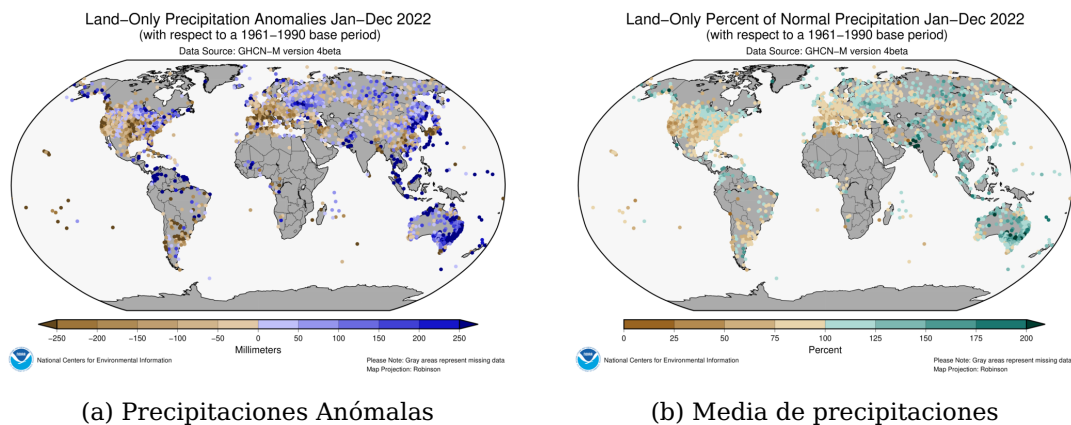 Land−Only Precipitation Anomalies Jan−Dec 2022
(with respect to a 1961−1990 base period)
Data Source: GHCN−M version 4beta
−250 −200 −150 −100 −50 0 50 100 150 200 250
Millimeters
NOAA
National Centers for Environmental Information
Please Note: Gray areas represent missing data
Map Projection: Robinson
(a) Precipitaciones Anómalas
Land−Only Percent of Normal Precipitation Jan−Dec 2022
(with respect to a 1961−1990 base period)
Data Source: GHCN−M version 4beta
0 25 50 75 100 125 150 175 200
Percent
NOAA
National Centers for Environmental Information
Please Note: Gray areas represent missing data
Map Projection: Robinson
(b) Media de precipitaciones